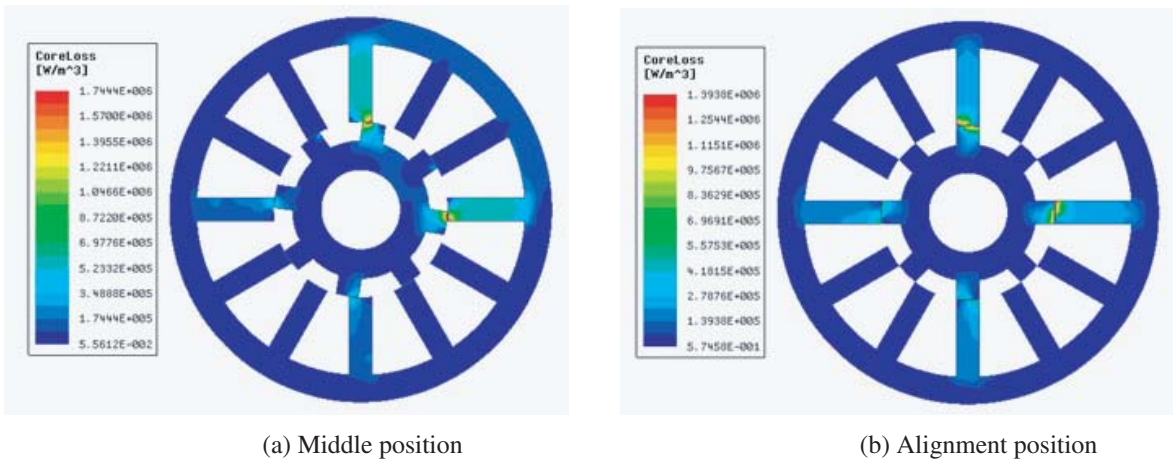 CoreLoss
[W/m^3]
1.7444E+006
1.5700E+006
1.3955E+006
1.2211E+006
1.0466E+006
8.7220E+005
6.9776E+005
5.2332E+005
3.4888E+005
1.7444E+005
5.5612E-002
CoreLoss
[W/m^3]
1.3938E+006
1.2544E+006
1.1151E+006
9.7567E+005
8.3629E+005
6.9691E+005
5.5753E+005
4.1815E+005
2.7876E+005
1.3938E+005
5.7458E-001
(a) Middle position
(b) Alignment position